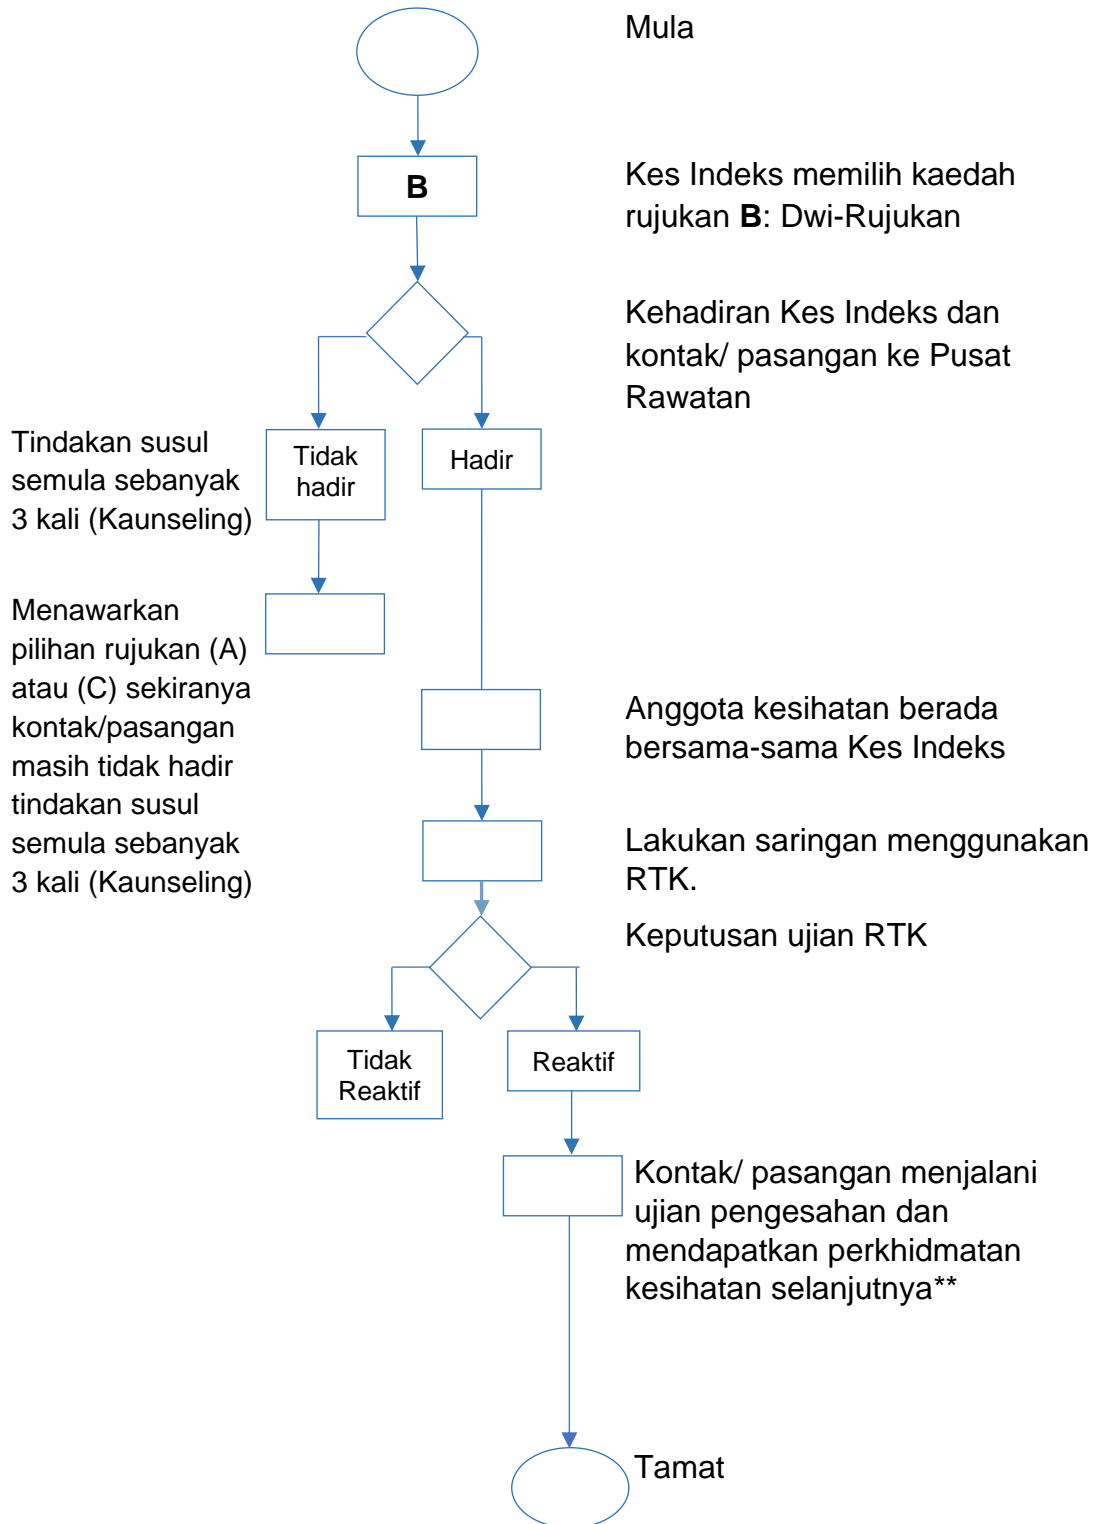 Mula
B
Kes Indeks memilih kaedah
rujukan B: Dwi-Rujukan
Kehadiran Kes Indeks dan
kontak/ pasangan ke Pusat
Rawatan
Tindakan susul
semula sebanyak
3 kali (Kaunseling)
Tidak
hadir
Hadir
Menawarkan
pilihan rujukan (A)
atau (C) sekiranya
kontak/pasangan
masih tidak hadir
tindakan susul
semula sebanyak
3 kali (Kaunseling)
Anggota kesihatan berada
bersama-sama Kes Indeks
Lakukan saringan menggunakan
RTK.
Keputusan ujian RTK
Tidak
Reaktif
Reaktif
Kontak/ pasangan menjalani
ujian pengesahan dan
mendapatkan perkhidmatan
kesihatan selanjutnya**
Tamat